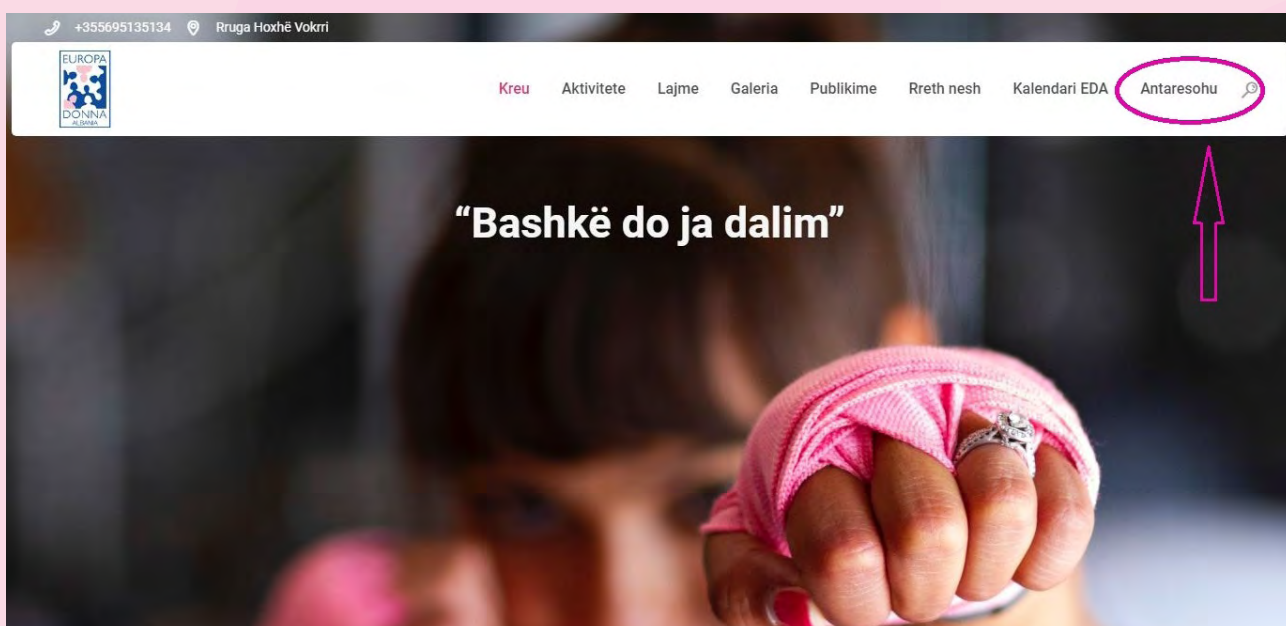 +355695135134 Rruga Hoxhë Vokrri
EUROPA
DONNA
ALBANIA
Kreu Aktivitete Lajme Galeria Publikime Rreth nesh Kalendari EDA Antaresohu
“Bashkë do ja dalim”